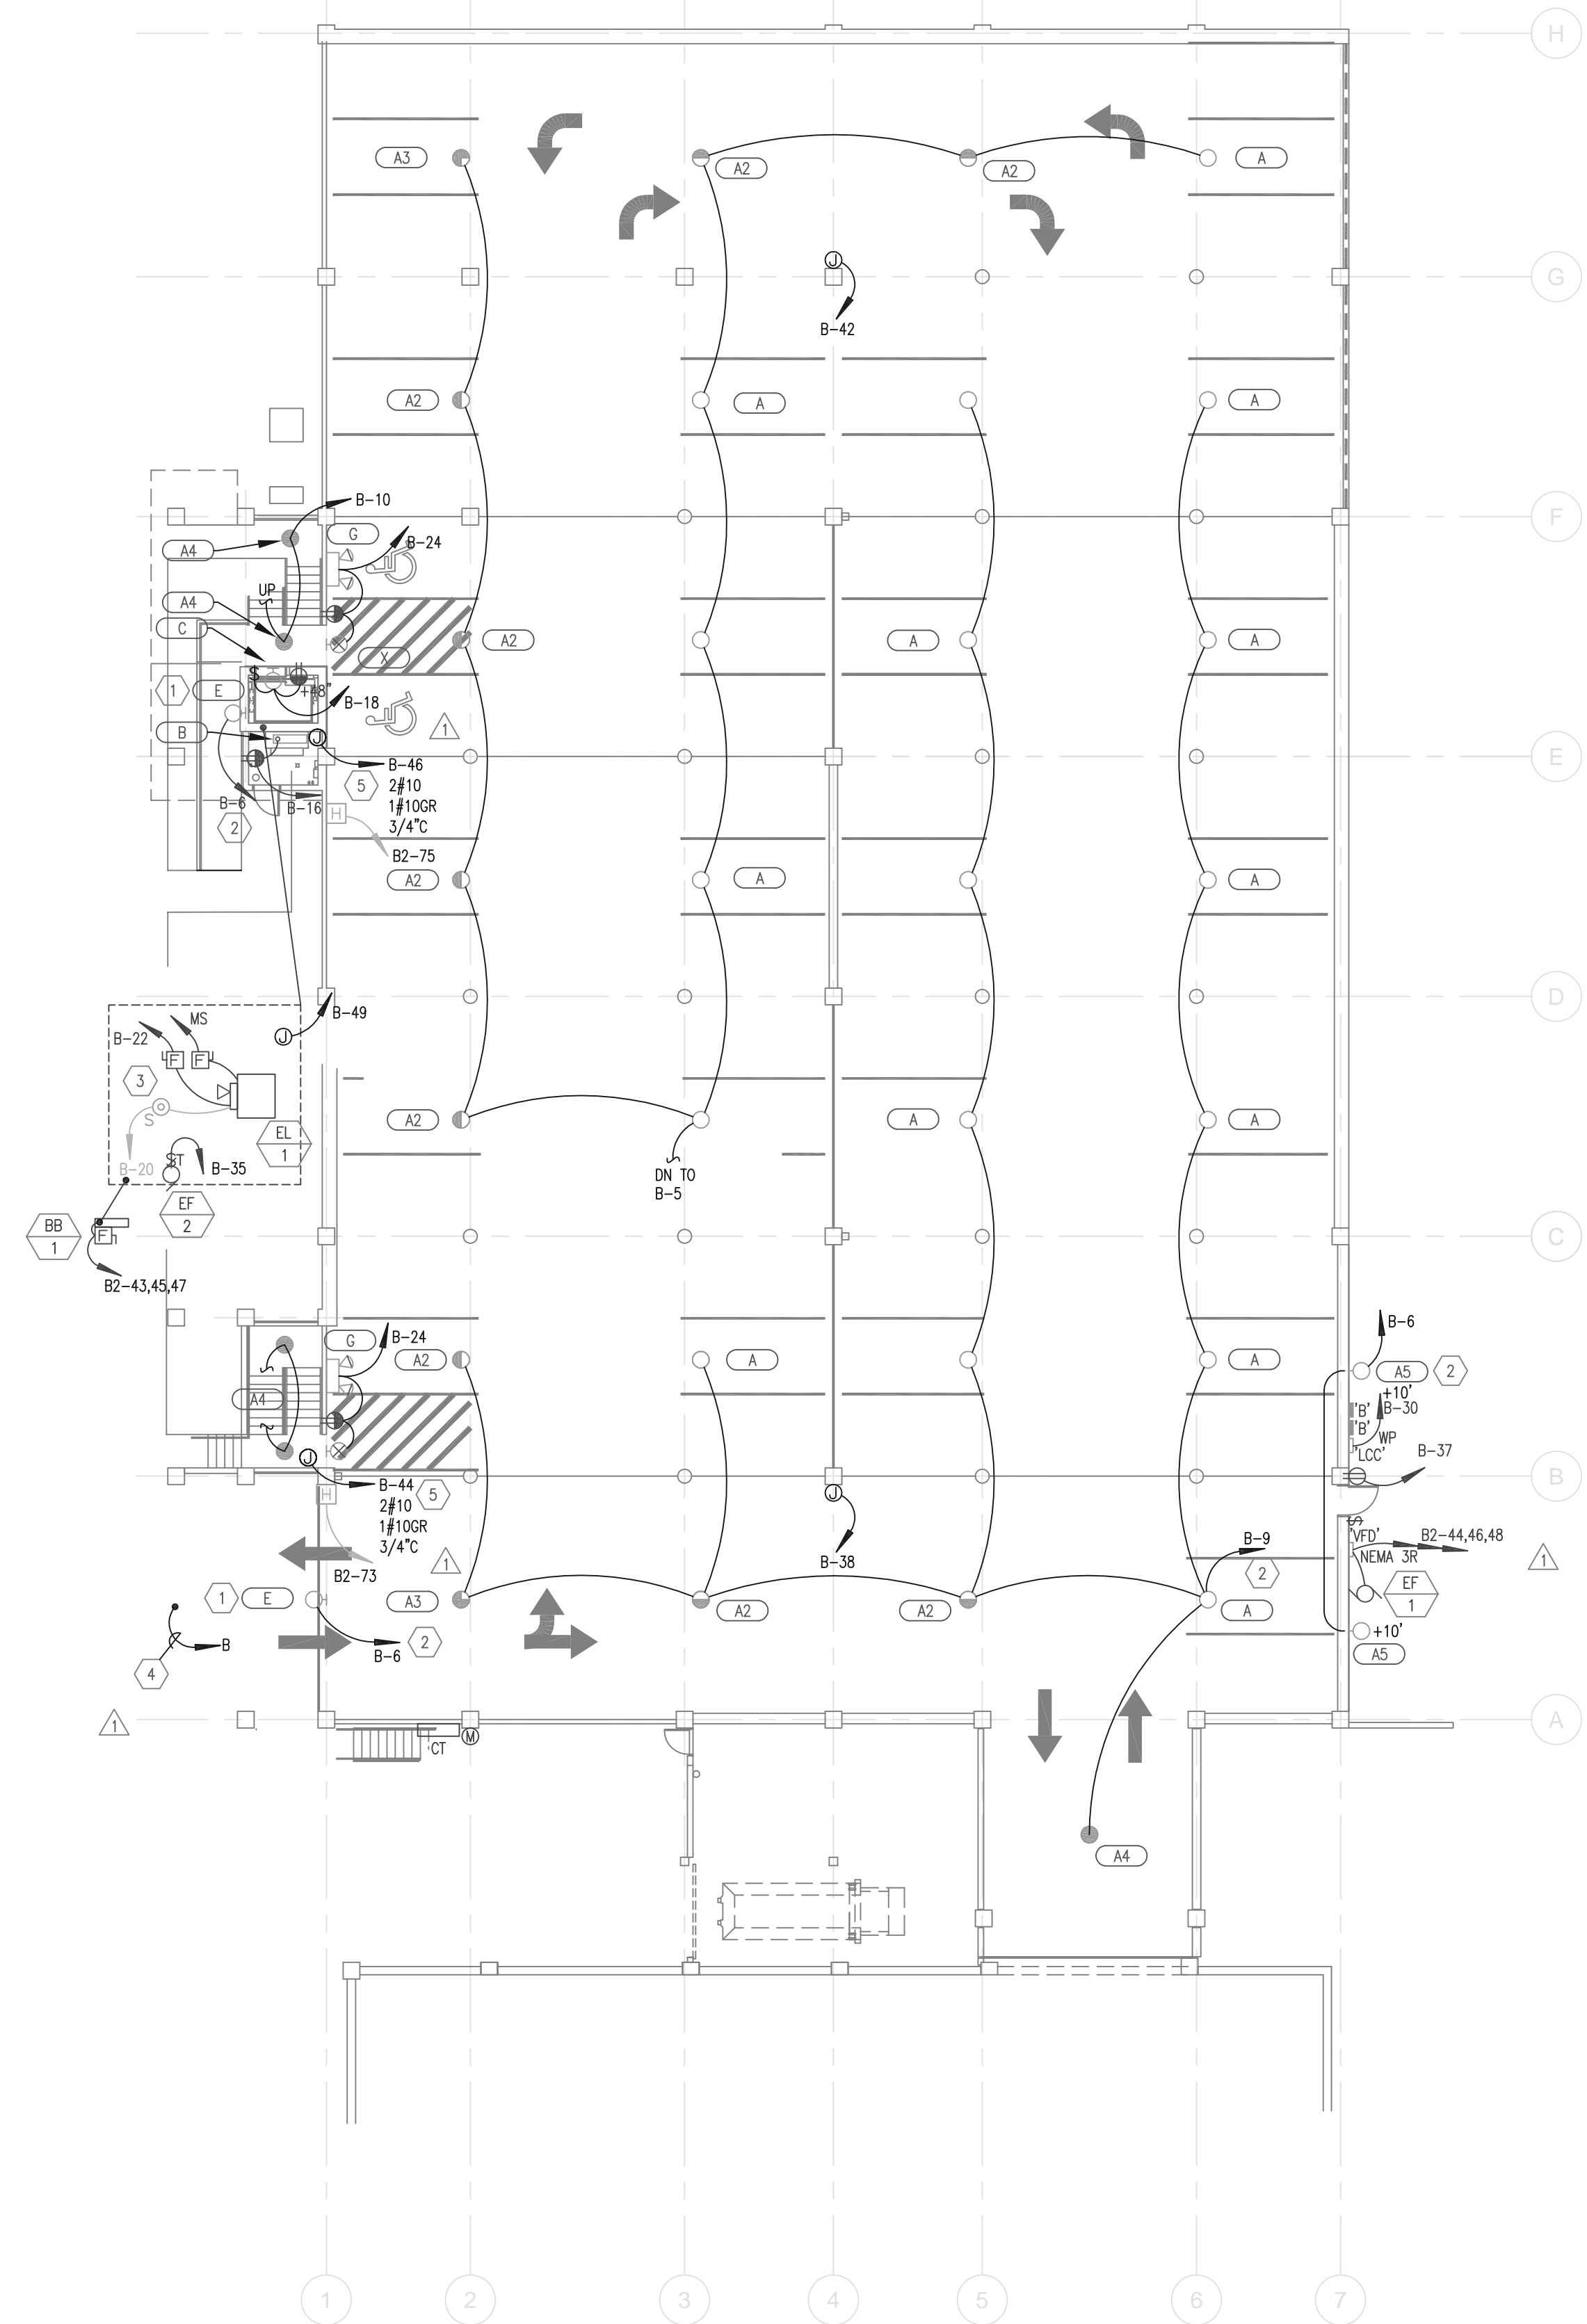 H
A3
A2
A2
A
G
J
B-42
A2
A
A
B-10
F
A4
G
B-24
UP
A4
C
A2
A
A
X
1
E
$
+48"
B-18
B
J
1
E
B-46
5
2#10
1#10GR
3/4"C
B-6
B-16
H
2
B2-75
A2
A
A
D
MS
B-49
B-22
J
F
F
3
S
EL
1
A2
A
A
B-20
$T
B-35
DN TO
B-5
EF
2
BB
1
F
C
B2-43,45,47
B-6
G
B-24
A2
A
A
A5
2
+10'
A4
'B'
B-30
'B'
WP
'LCC'
B-37
J
B
B-44
5
2#10
1#10GR
3/4"C
H
J
$
'VFD'
B2-44,46,48
B-9
NEMA 3R
1
B-38
1
B2-73
2
EF
1
1
E
A3
A2
A2
A
+10'
B
B-6
2
A5
4
1
A
'CT
M
A4
1
2
3
4
5
6
7